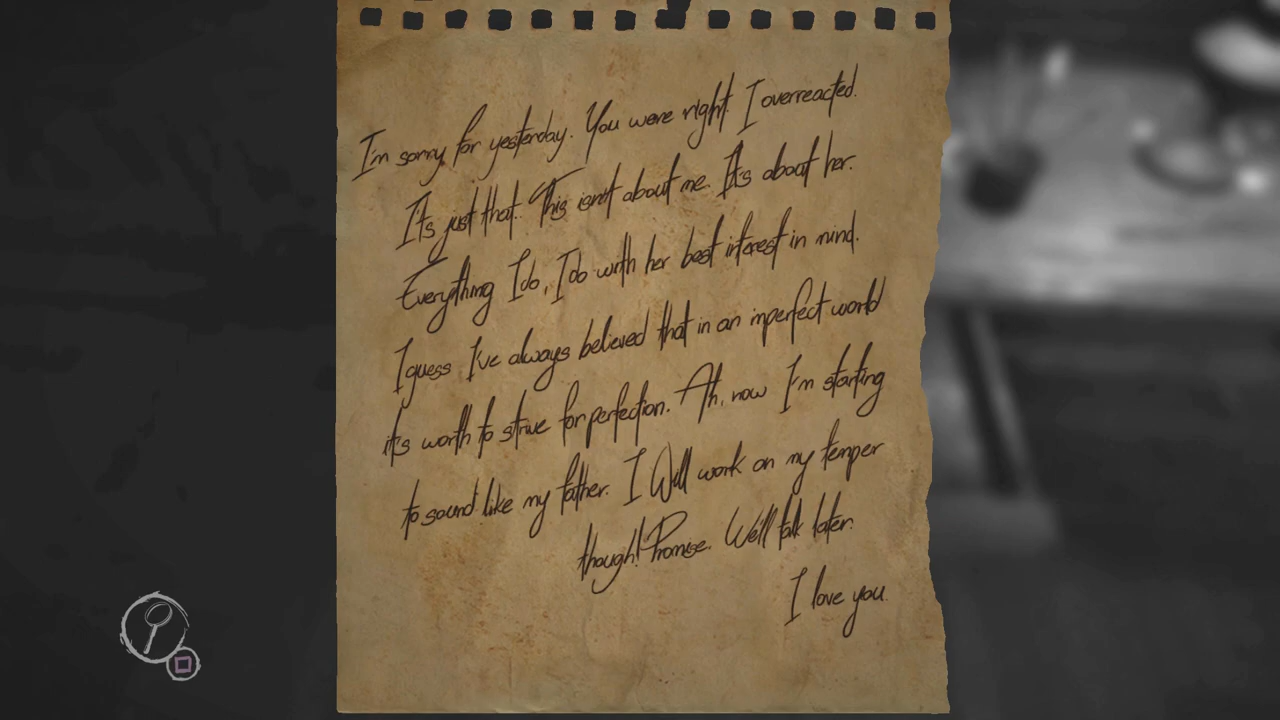 I'm sorry for yesterday. You were right. I overreacted.
It's just that.. This isn't about me. It's about her.
Everything I do, I do with her best interest in mind.
I guess I've always believed that in an imperfect world
it's worth to strive for perfection. Ah, now I'm starting
to sound like my father. I Will work on my temper
though! Promise. We'll talk later.
I love you.